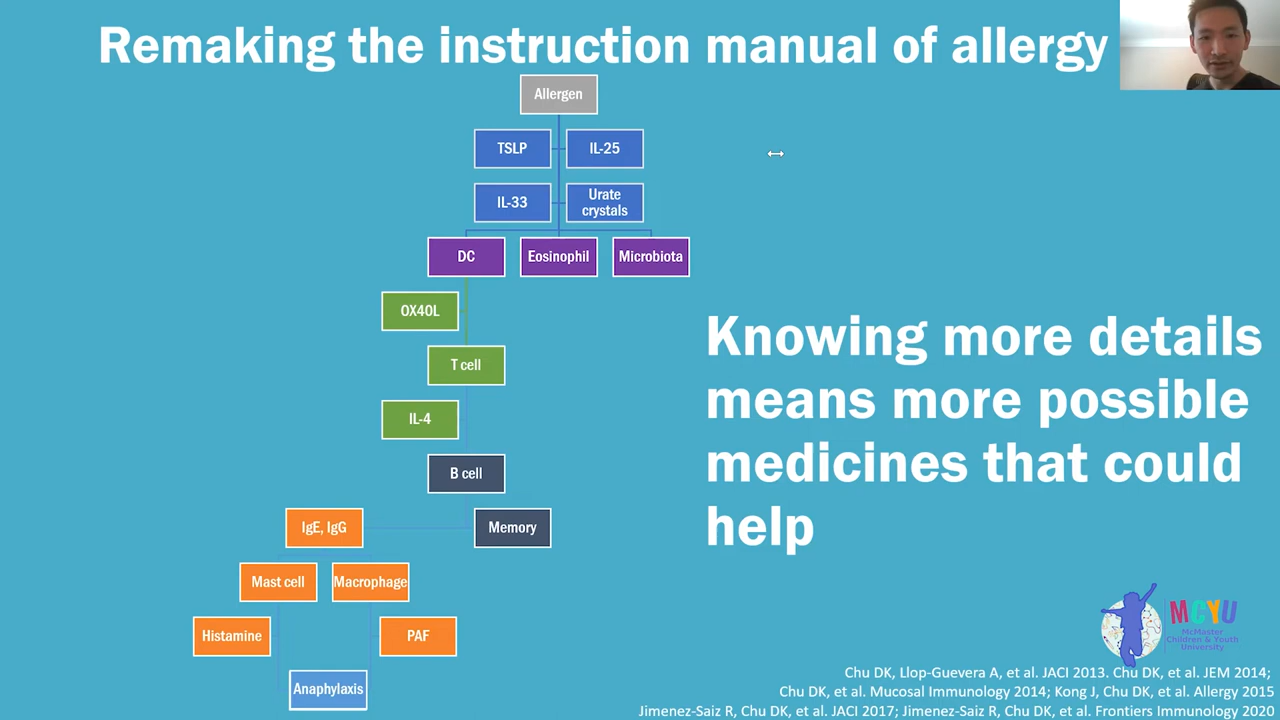 Remaking the instruction manual of allergy
Allergen
TSLP
IL-25
IL-33
Urate
crystals
DC
Eosinophil
Microbiota
OX40L
T cell
IL-4
B cell
IgE, IgG
Memory
Mast cell
Macrophage
Histamine
PAF
Anaphylaxis
Knowing more details
means more possible
medicines that could
help
MCYU
McMaster
Children & Youth
University
Chu DK, Llop-Guevera A, et al. JACI 2013. Chu DK, et al. JEM 2014;
Chu DK, et al. Mucosal Immunology 2014; Kong J, Chu DK, et al. Allergy 2015
Jimenez-Saiz R, Chu DK, et al. JACI 2017; Jimenez-Saiz R, Chu DK, et al. Frontiers Immunology 2020